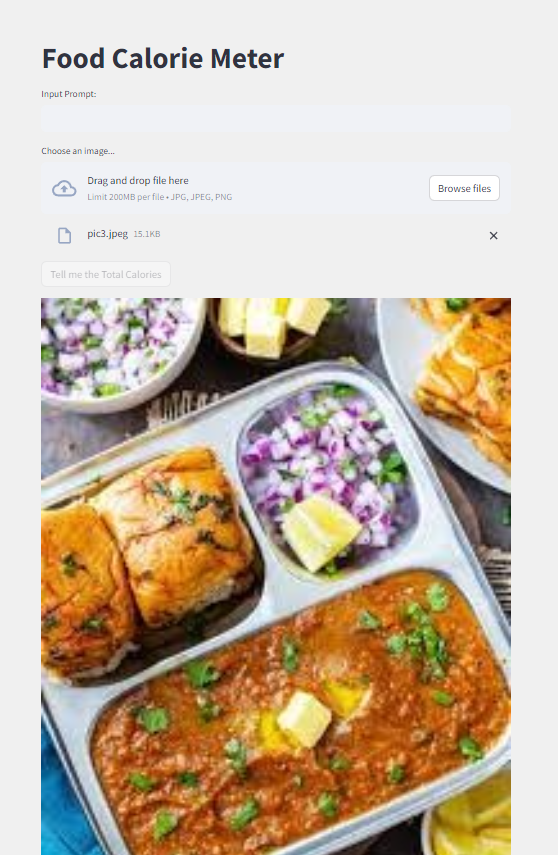 Food Calorie Meter
Input Prompt:
Choose an image...
Drag and drop file here
Limit 200MB per file • JPG, JPEG, PNG
Browse files
pic3.jpeg 15.1KB
Tell me the Total Calories